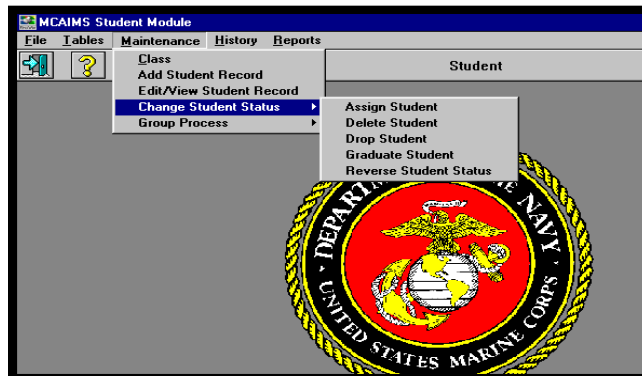 MCAIMS Student Module
File Tables Maintenance History Reports
Student
Class
Add Student Record
Edit/View Student Record
Change Student Status
Group Process
Assign Student
Delete Student
Drop Student
Graduate Student
Reverse Student Status
DEPARTMENT THE NAVY
UNITED STATES MARINE CORPS